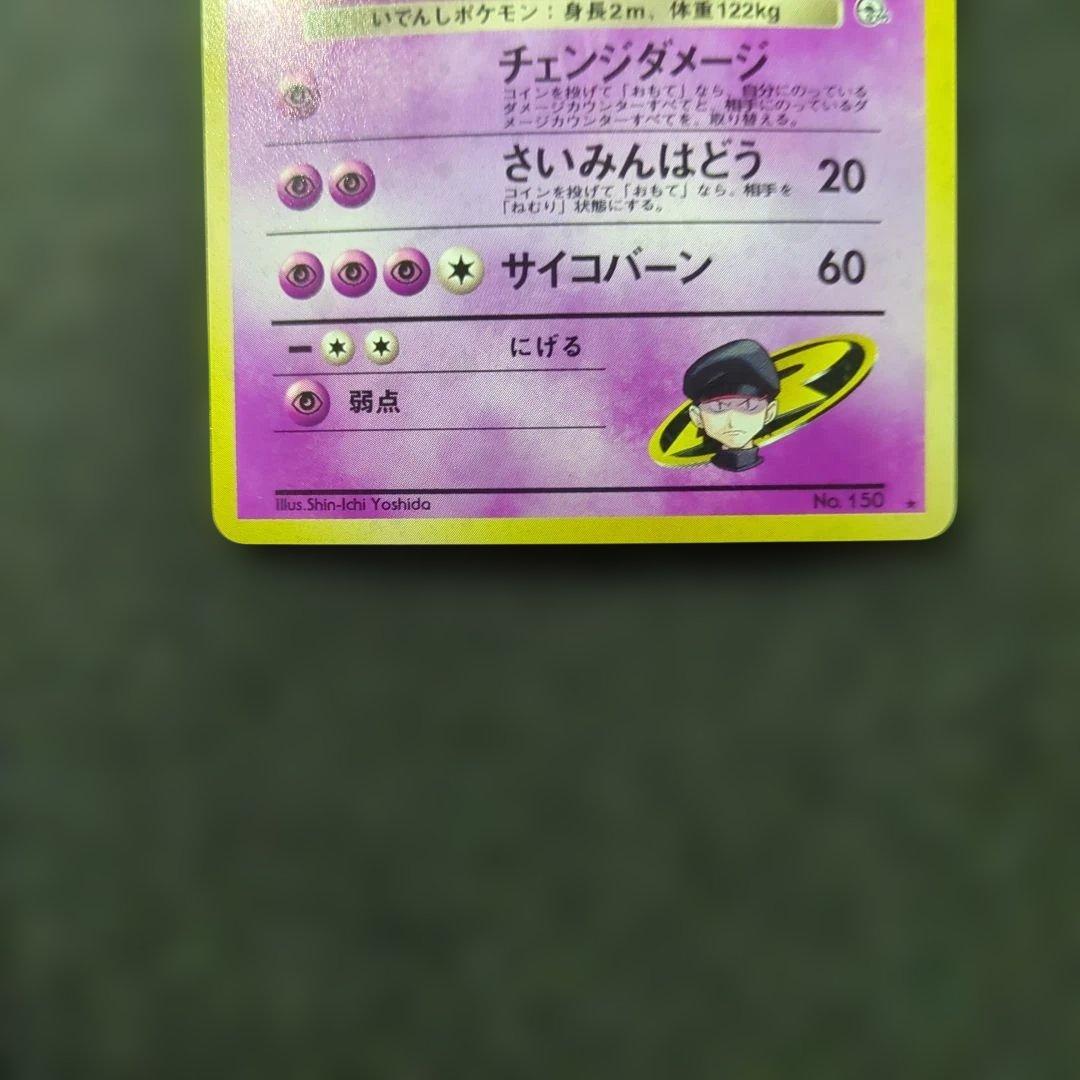 いでんしポケモン：身長2m、体重122kg
チェンジダメージ
コインを投げて「おもて」なら、自分にのっている
ダメージカウンターすべてと、相手にのっているダ
メージカウンターすべてを、取り替える。
さいみんはどう 20
コインを投げて「おもて」なら、相手を
「ねむり」状態にする。
サイコバーン 60
にげる
弱点
Illus.Shin-Ichi Yoshida
No. 150 ★